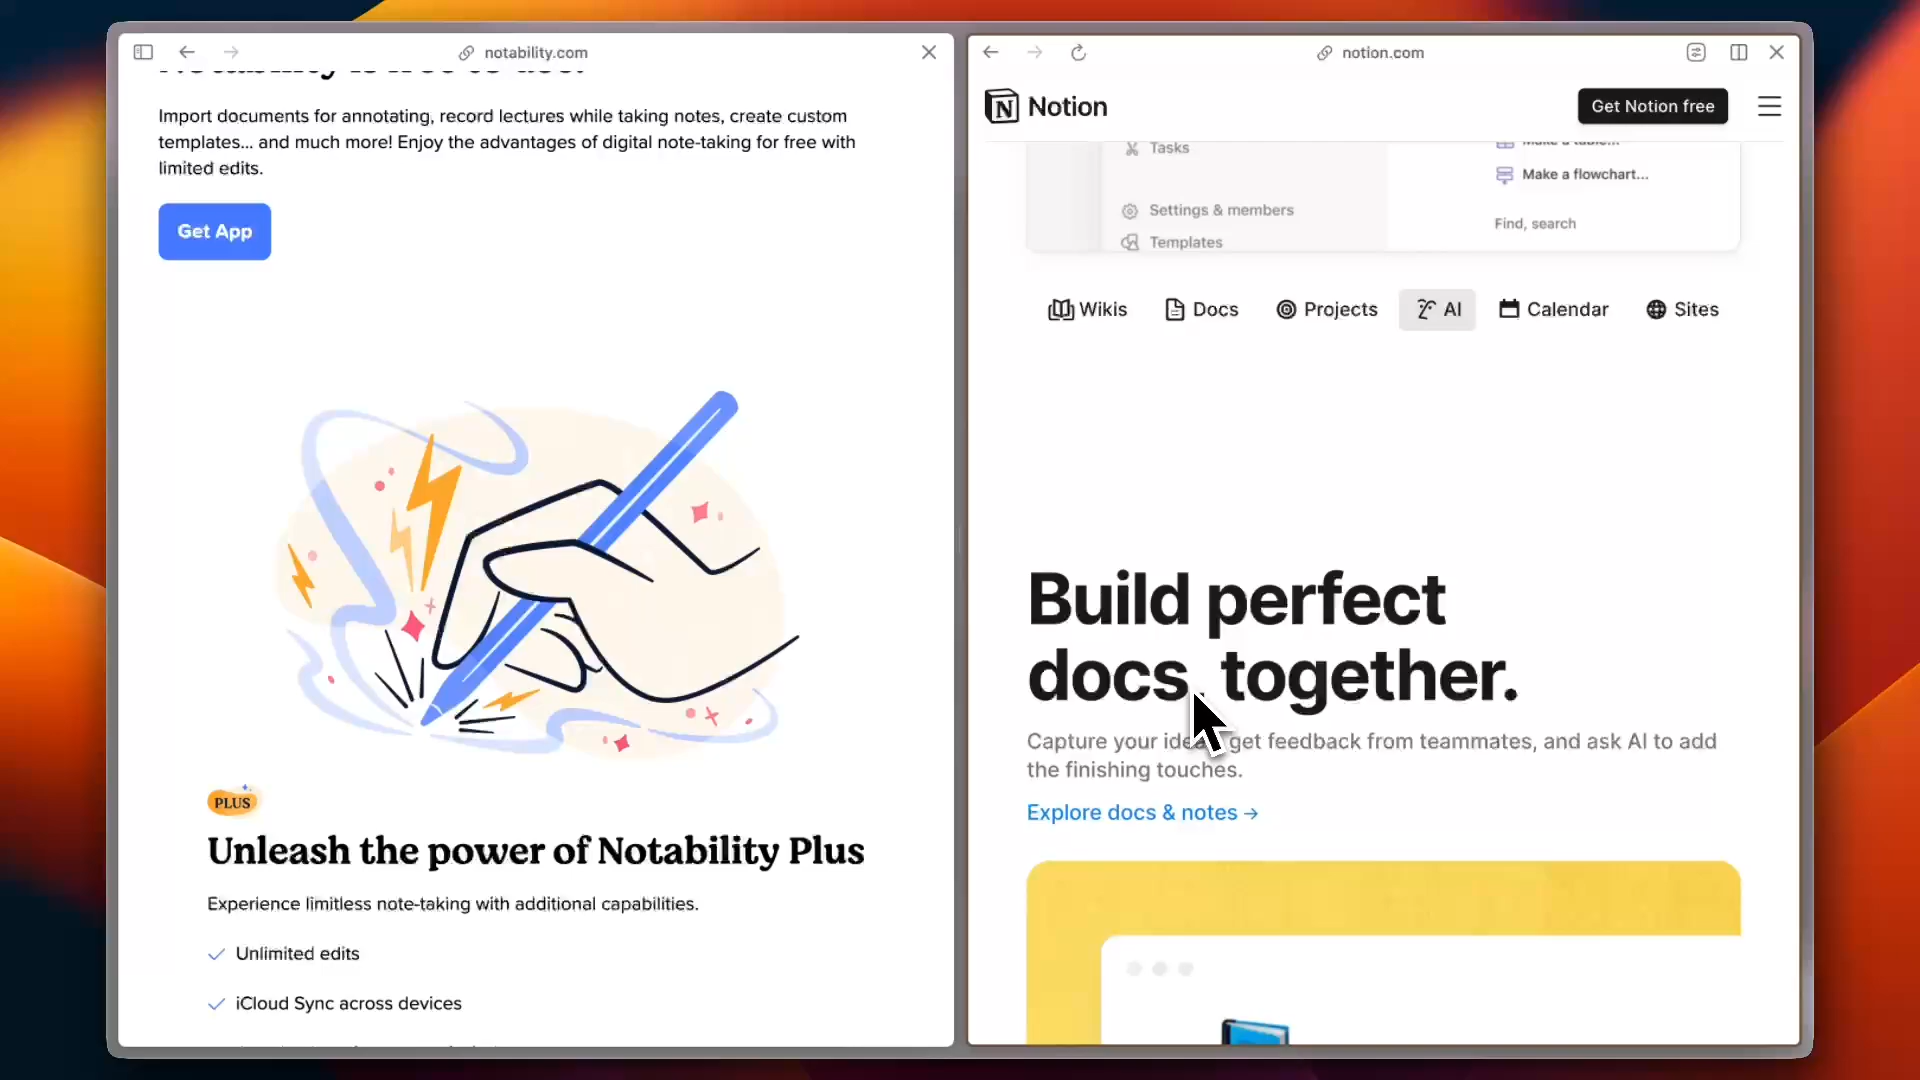 notability.com
Import documents for annotating, record lectures while taking notes, create custom
templates... and much more! Enjoy the advantages of digital note-taking for free with
limited edits.
Get App
PLUS
Unleash the power of Notability Plus
Experience limitless note-taking with additional capabilities.
Unlimited edits
iCloud Sync across devices
notion.com
Notion
Get Notion free
Tasks
Make a table...
Make a flowchart...
Settings & members
Find, search
Templates
Wikis
Docs
Projects
AI
Calendar
Sites
Build perfect
docs, together.
Capture your ideas, get feedback from teammates, and ask AI to add
the finishing touches.
Explore docs & notes →